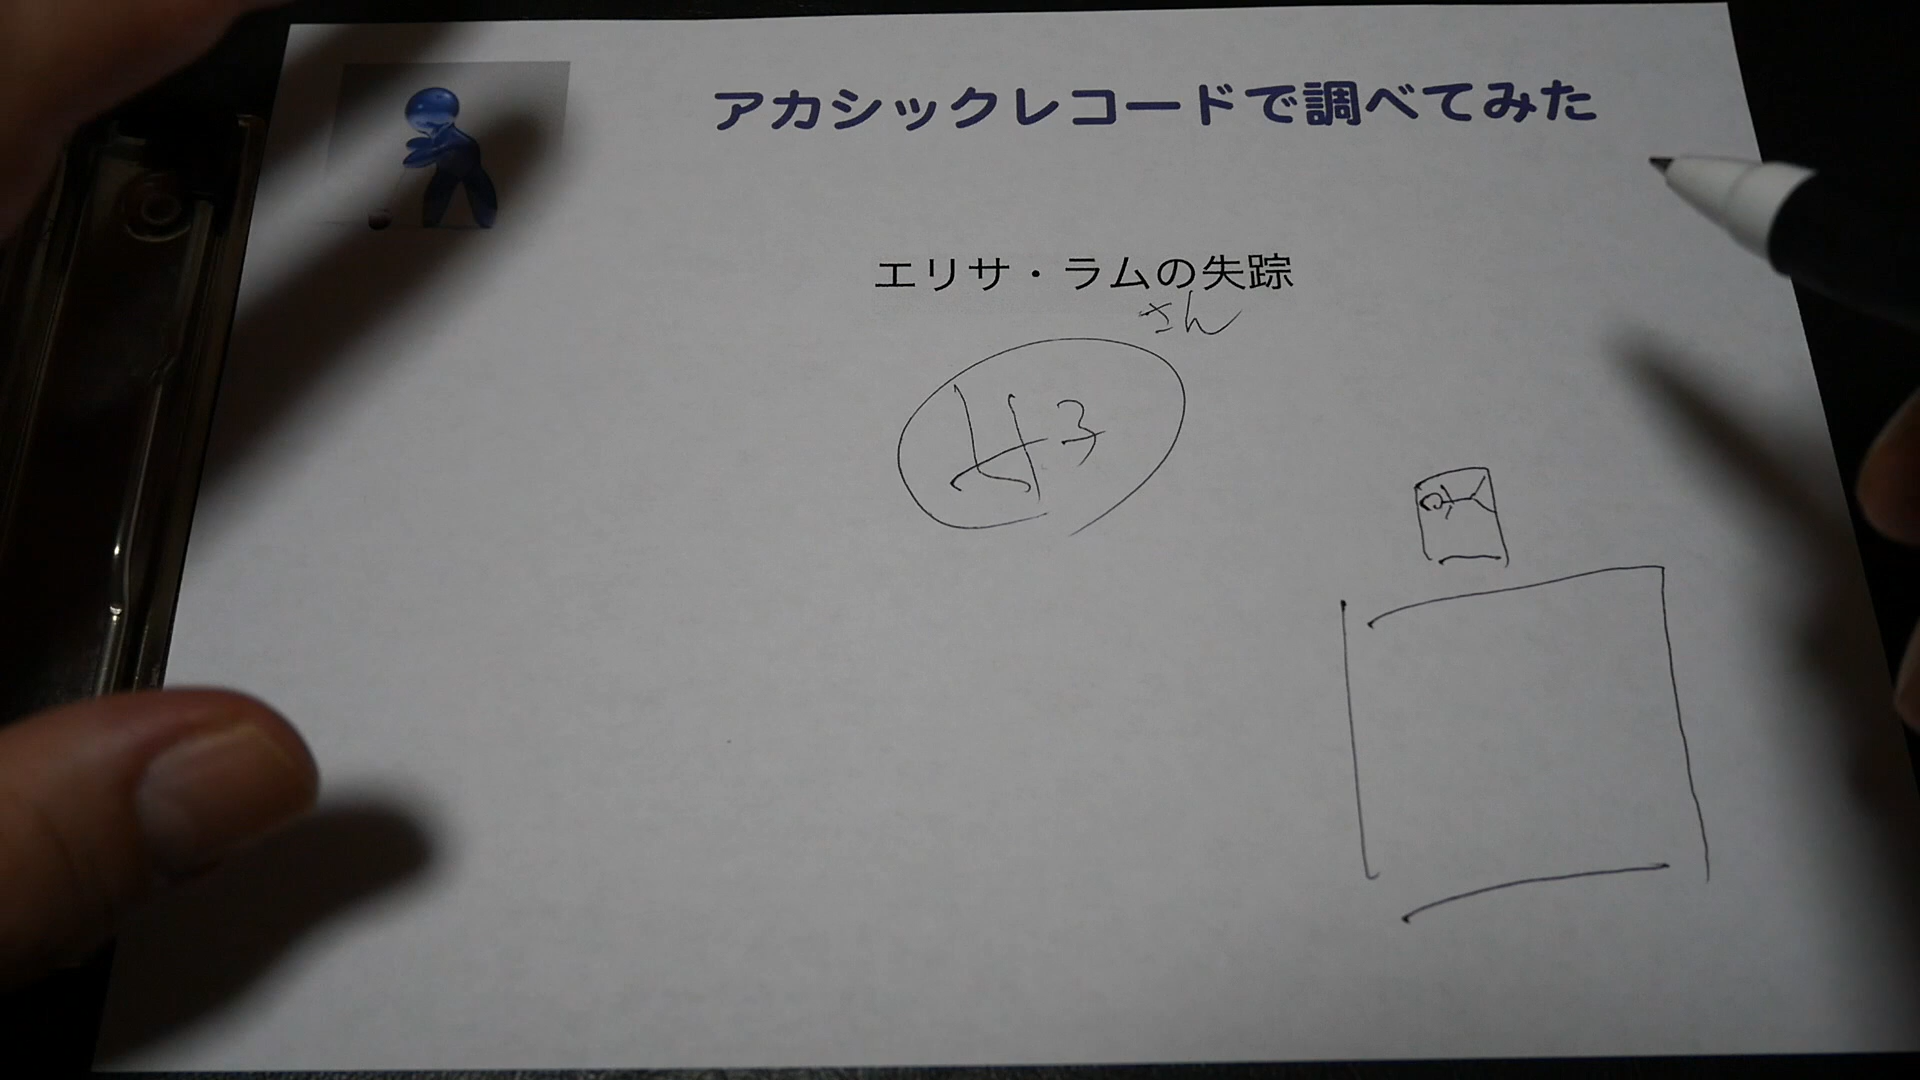 アカシックレコードで調べてみた
エリサ・ラムの失踪
さん